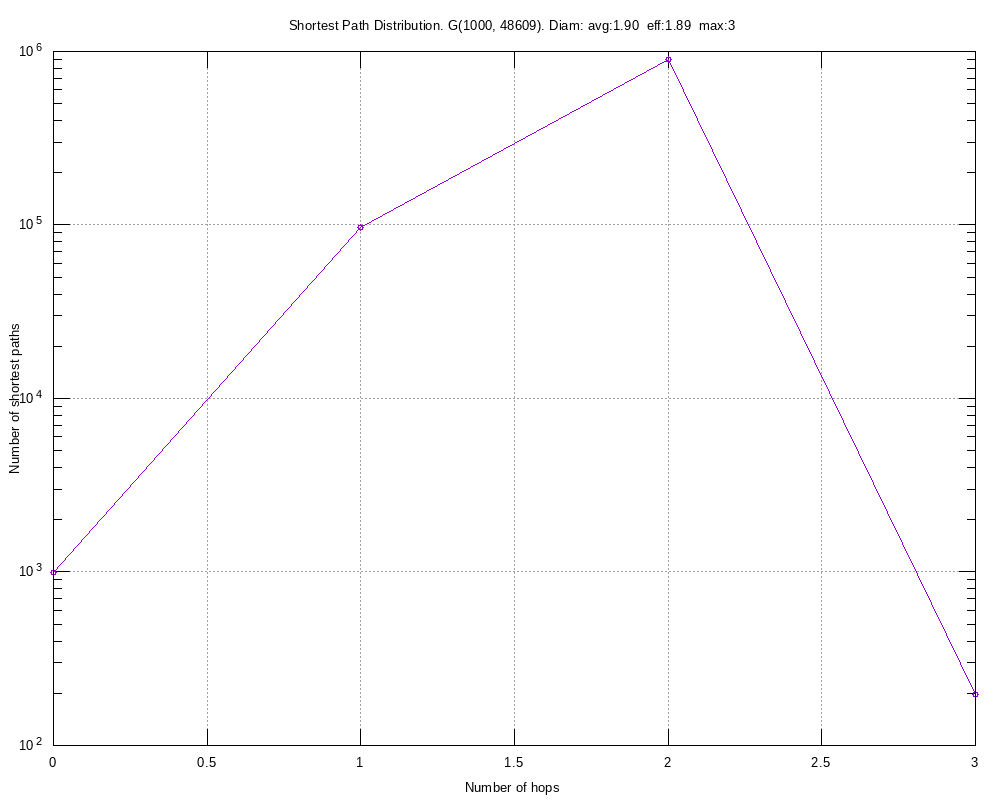 Shortest Path Distribution. G(1000, 48609). Diam: avg:1.90  eff:1.89  max:3
10^6
10^5
10^4
10^3
10^2
Number of shortest paths
0 0.5 1 1.5 2 2.5 3
Number of hops